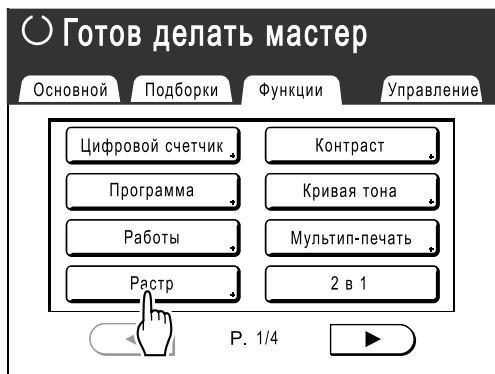 Готов делать мастер
Основной Подборки Функции Управление
Цифровой счетчик Контраст
Программа Кривая тона
Работы Мультип-печать
Растр 2 в 1
P. 1/4